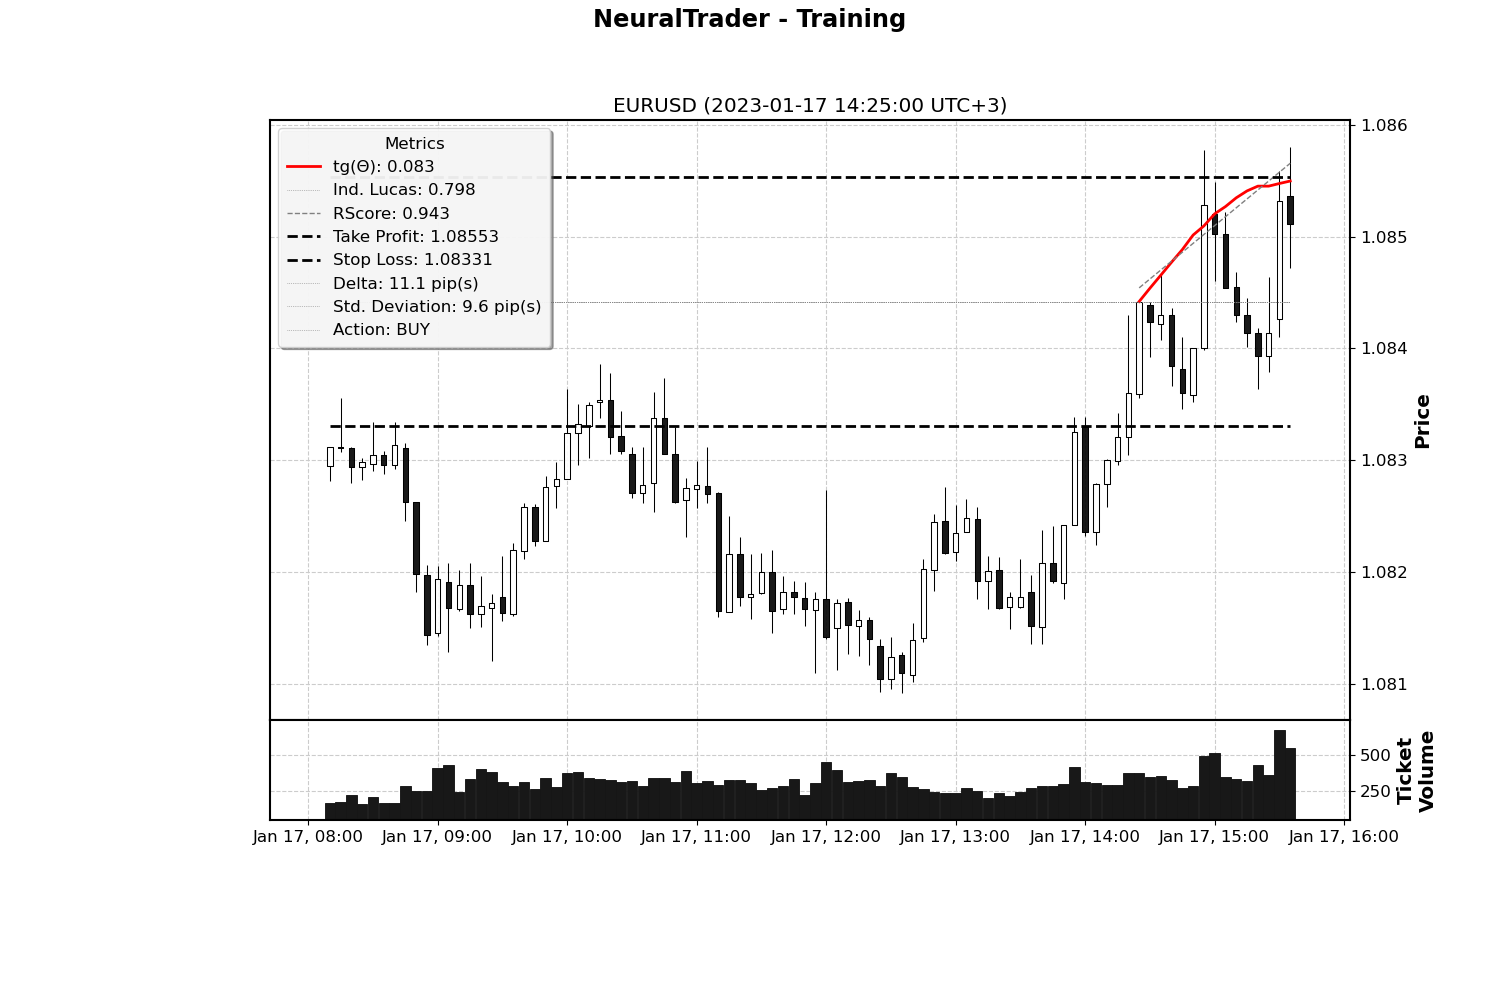 NeuralTrader - Training
EURUSD (2023-01-17 14:25:00 UTC+3)
Metrics
tg(Θ): 0.083
Ind. Lucas: 0.798
RScore: 0.943
Take Profit: 1.08553
Stop Loss: 1.08331
Delta: 11.1 pip(s)
Std. Deviation: 9.6 pip(s)
Action: BUY
1.086
1.085
1.084
1.083
1.082
1.081
Price
500
250
Ticket
Volume
Jan 17, 08:00
Jan 17, 09:00
Jan 17, 10:00
Jan 17, 11:00
Jan 17, 12:00
Jan 17, 13:00
Jan 17, 14:00
Jan 17, 15:00
Jan 17, 16:00